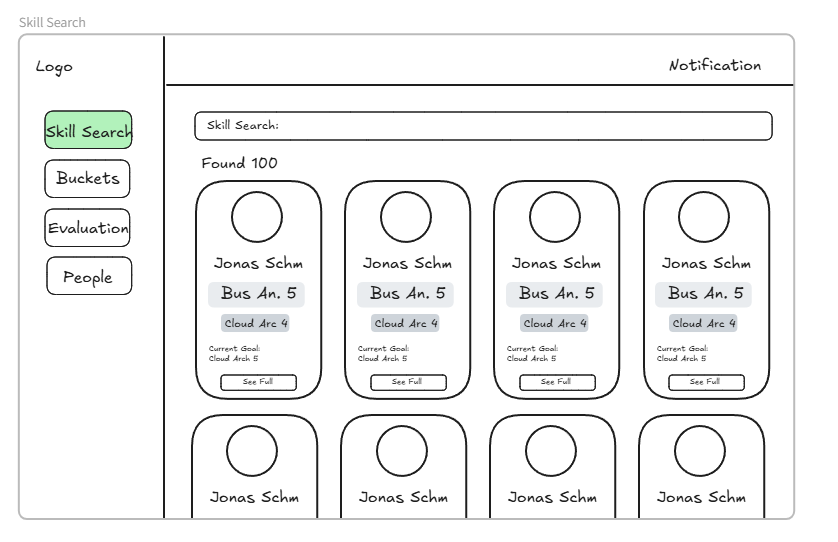 Skill Search
Logo
Notification
Skill Search
Buckets
Evaluation
People
Skill Search:
Found 100
Jonas Schm
Bus An. 5
Cloud Arc 4
Current Goal:
Cloud Arch 5
See Full
Jonas Schm
Bus An. 5
Cloud Arc 4
Current Goal:
Cloud Arch 5
See Full
Jonas Schm
Bus An. 5
Cloud Arc 4
Current Goal:
Cloud Arch 5
See Full
Jonas Schm
Bus An. 5
Cloud Arc 4
Current Goal:
Cloud Arch 5
See Full
Jonas Schm
Jonas Schm
Jonas Schm
Jonas Schm